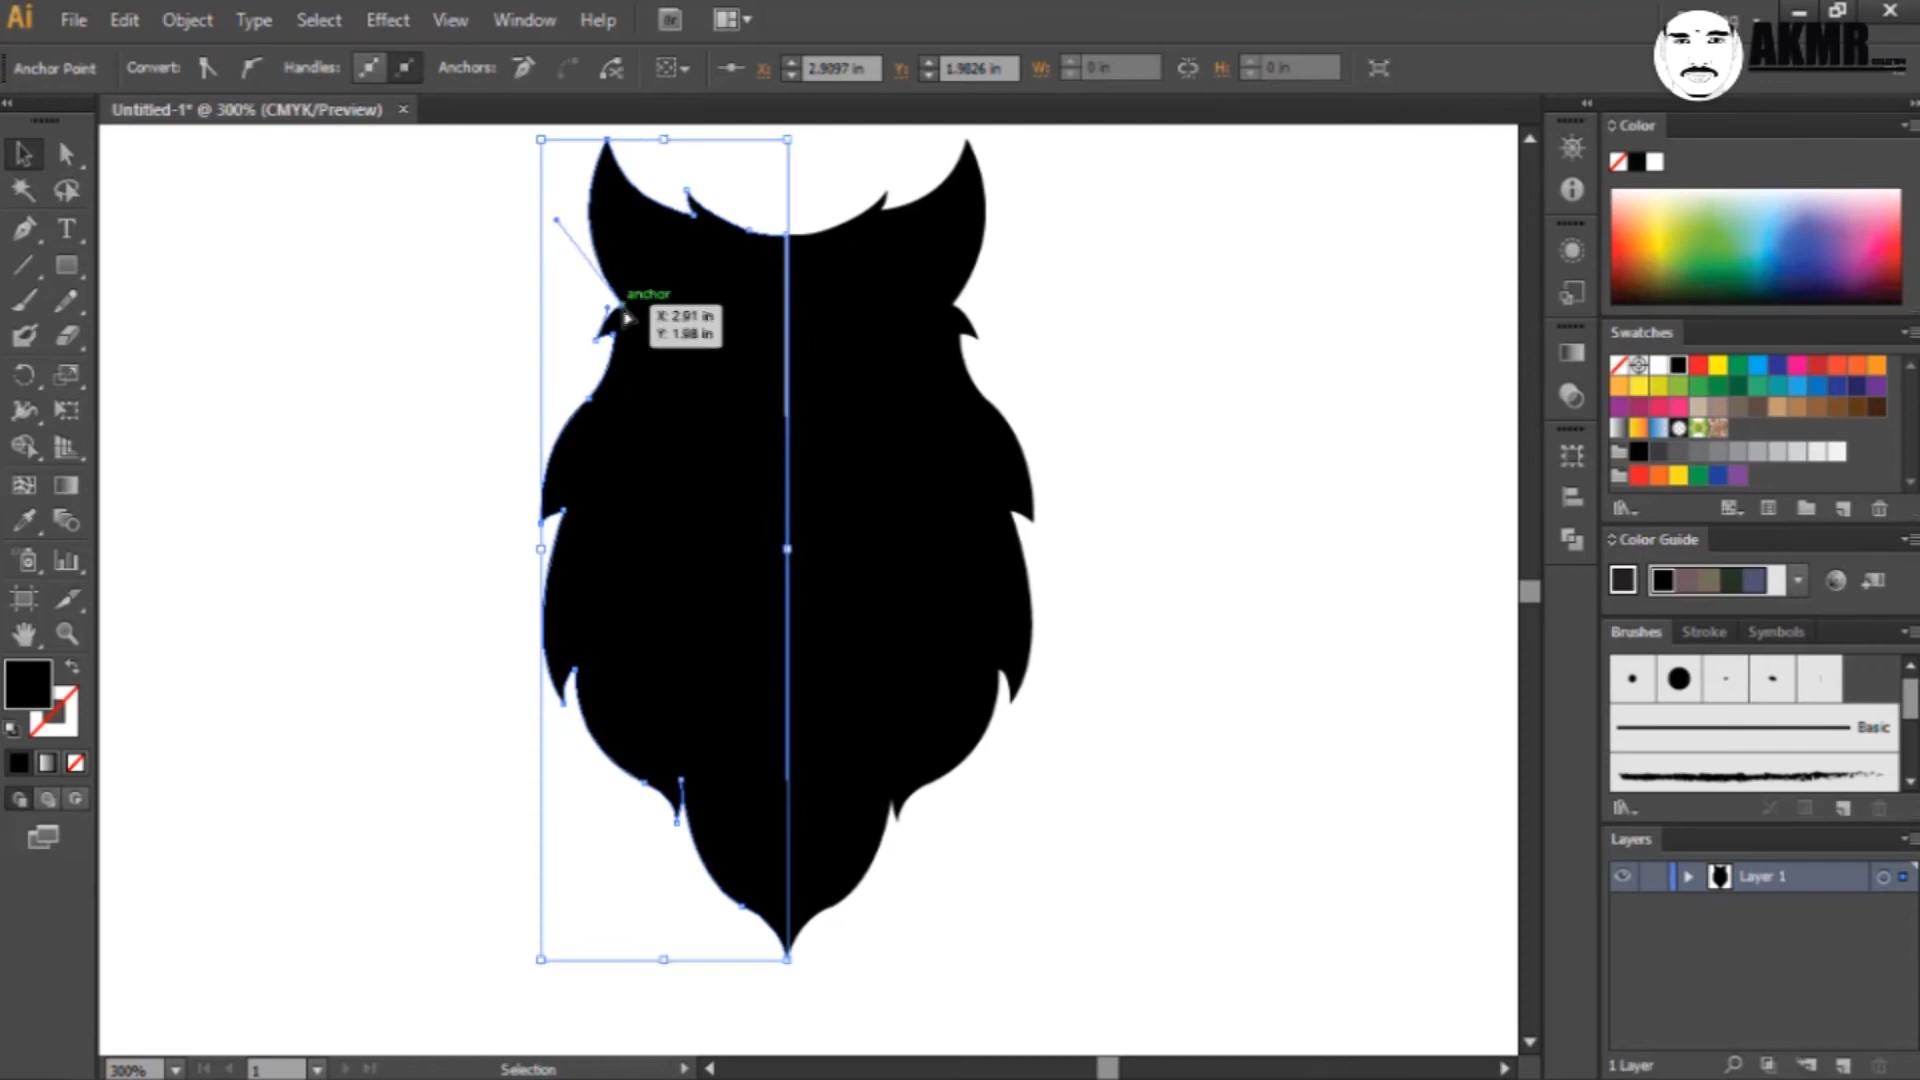 Ai File Edit Object Select Effect View Window Help Br
AKMR
Anchor Point Convert: Handles: Anchors: X: 2.9097 in Y: 1.9826 in W: 0 in H: 0 in
Untitled-1* @ 300% (CMYK/Preview) ×
anchor
X: 2.91 in
Y: 1.98 in
Color
Swatches
Color Guide
Brushes Stroke Symbols
Basic
Layers
Layer 1
1 Layer
300% 1 Selection